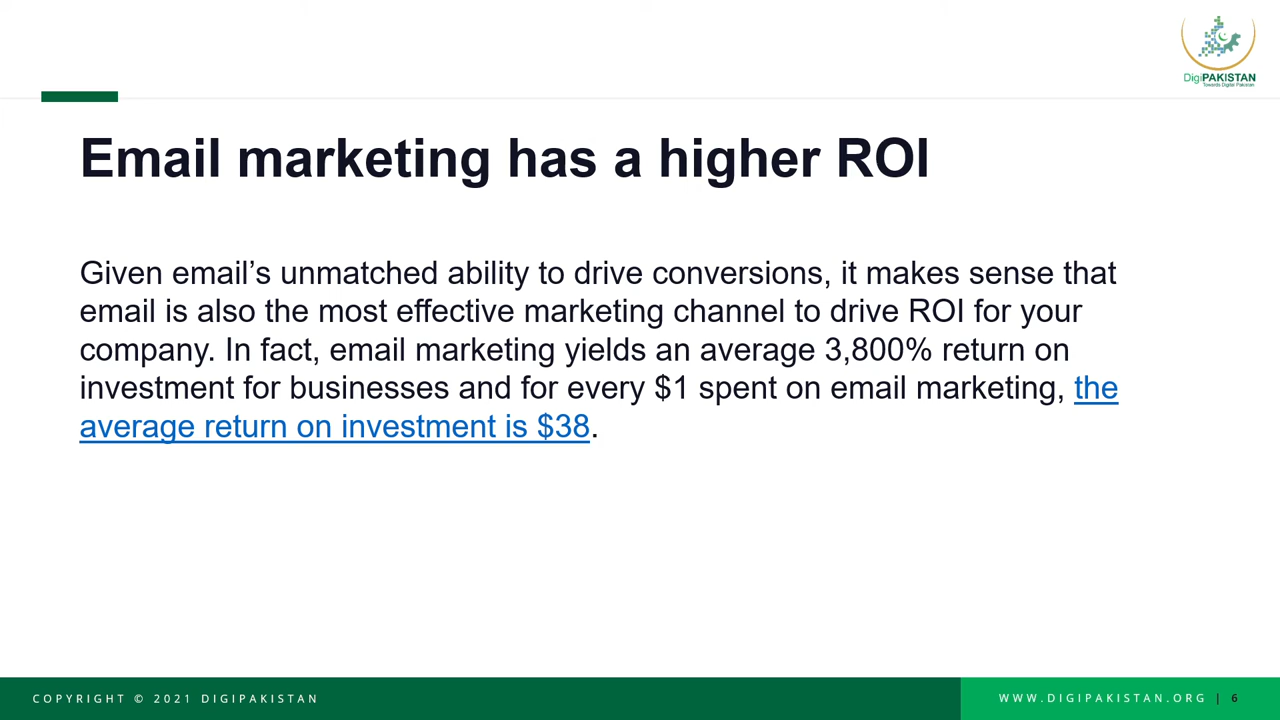 DigiPAKISTAN
Towards Digital Pakistan
Email marketing has a higher ROI
Given email’s unmatched ability to drive conversions, it makes sense that
email is also the most effective marketing channel to drive ROI for your
company. In fact, email marketing yields an average 3,800% return on
investment for businesses and for every $1 spent on email marketing, the
average return on investment is $38.
COPYRIGHT © 2021 DIGIPAKISTAN
WWW.DIGIPAKISTAN.ORG | 6